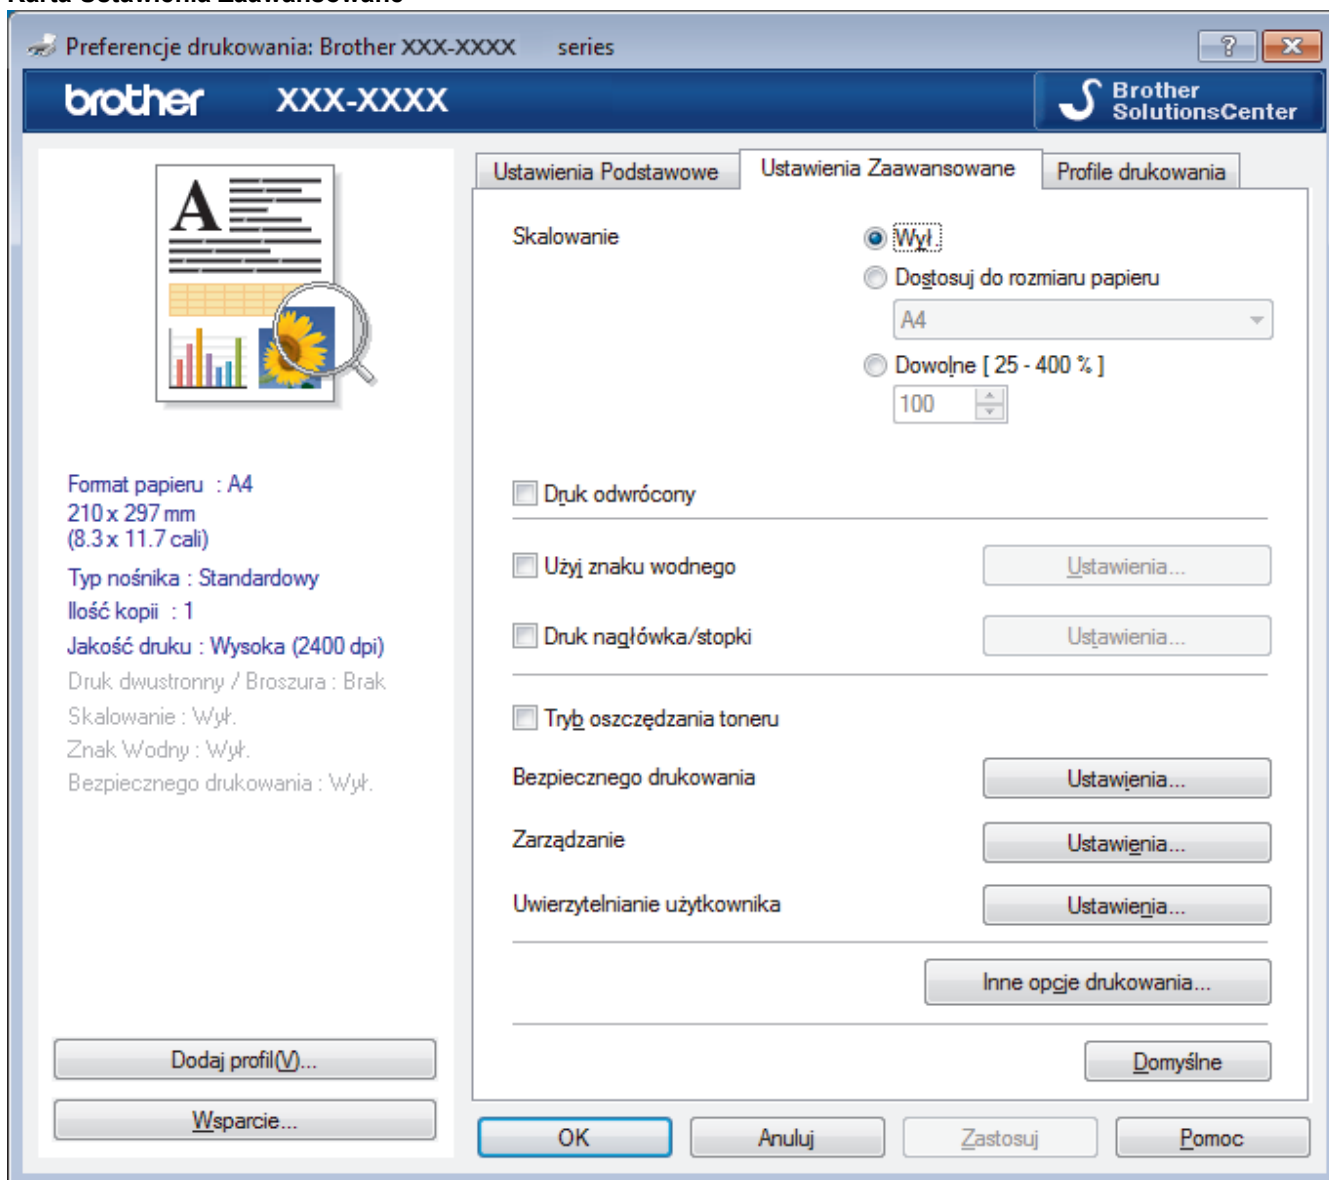 Karta Ustawienia Zaawansowane
Preferencje drukowania: Brother XXX-XXXX series
brother XXX-XXXX
Brother
SolutionsCenter
A
Format papieru : A4
210 x 297 mm
(8.3 x 11.7 cali)
Typ nośnika : Standardowy
Ilość kopii : 1
Jakość druku : Wysoka (2400 dpi)
Druk dwustronny / Broszura : Brak
Skalowanie : Wył.
Znak Wodny : Wył.
Bezpiecznego drukowania : Wył.
Dodaj profil(V)...
Wsparcie...
Ustawienia Podstawowe
Ustawienia Zaawansowane
Profile drukowania
Skalowanie
Wył.
Dostosuj do rozmiaru papieru
A4
Dowolne [ 25 - 400 % ]
100
Druk odwrócony
Użyj znaku wodnego
Ustawienia...
Druk nagłówka/stopki
Ustawienia...
Tryb oszczędzania toneru
Bezpiecznego drukowania
Ustawienia...
Zarządzanie
Ustawienia...
Uwierzytelnianie użytkownika
Ustawienia...
Inne opcje drukowania...
Domyślne
OK
Anuluj
Zastosuj
Pomoc